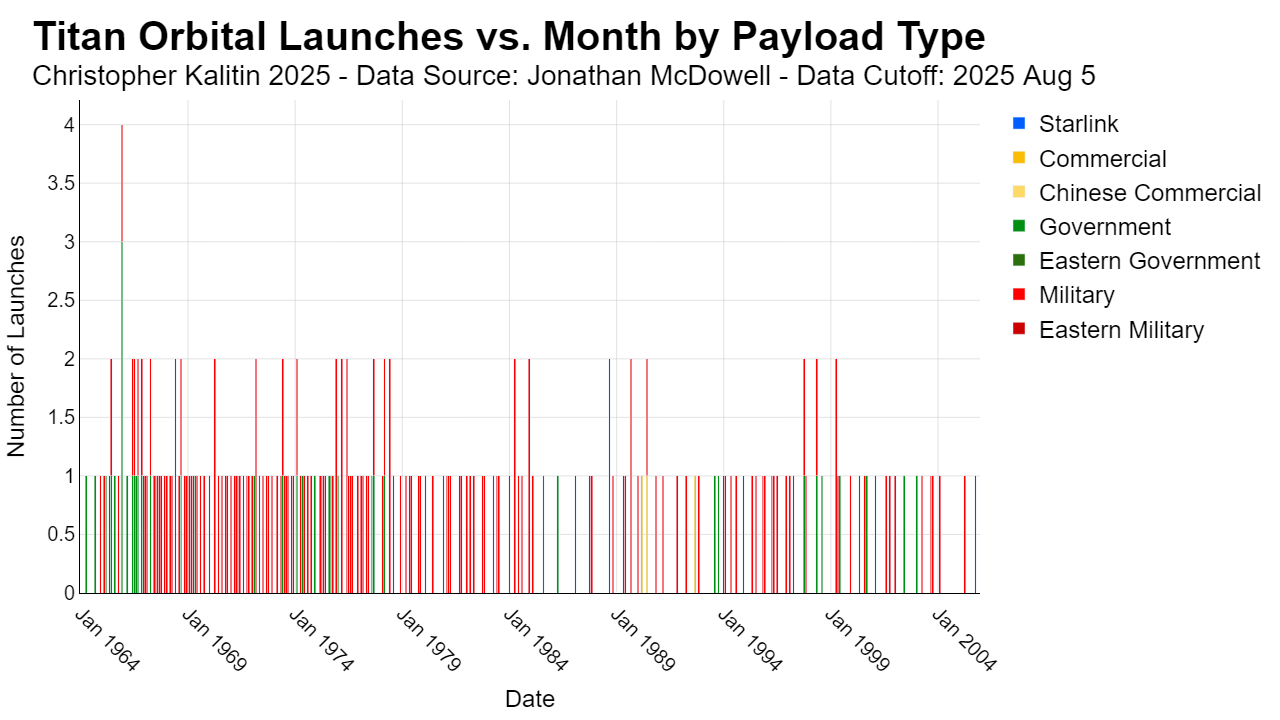 Titan Orbital Launches vs. Month by Payload Type
Christopher Kalitin 2025 - Data Source: Jonathan McDowell - Data Cutoff: 2025 Aug 5
Number of Launches
4
3.5
3
2.5
2
1.5
1
0.5
0
Jan 1964
Jan 1969
Jan 1974
Jan 1979
Jan 1984
Jan 1989
Jan 1994
Jan 1999
Jan 2004
Date
Starlink
Commercial
Chinese Commercial
Government
Eastern Government
Military
Eastern Military